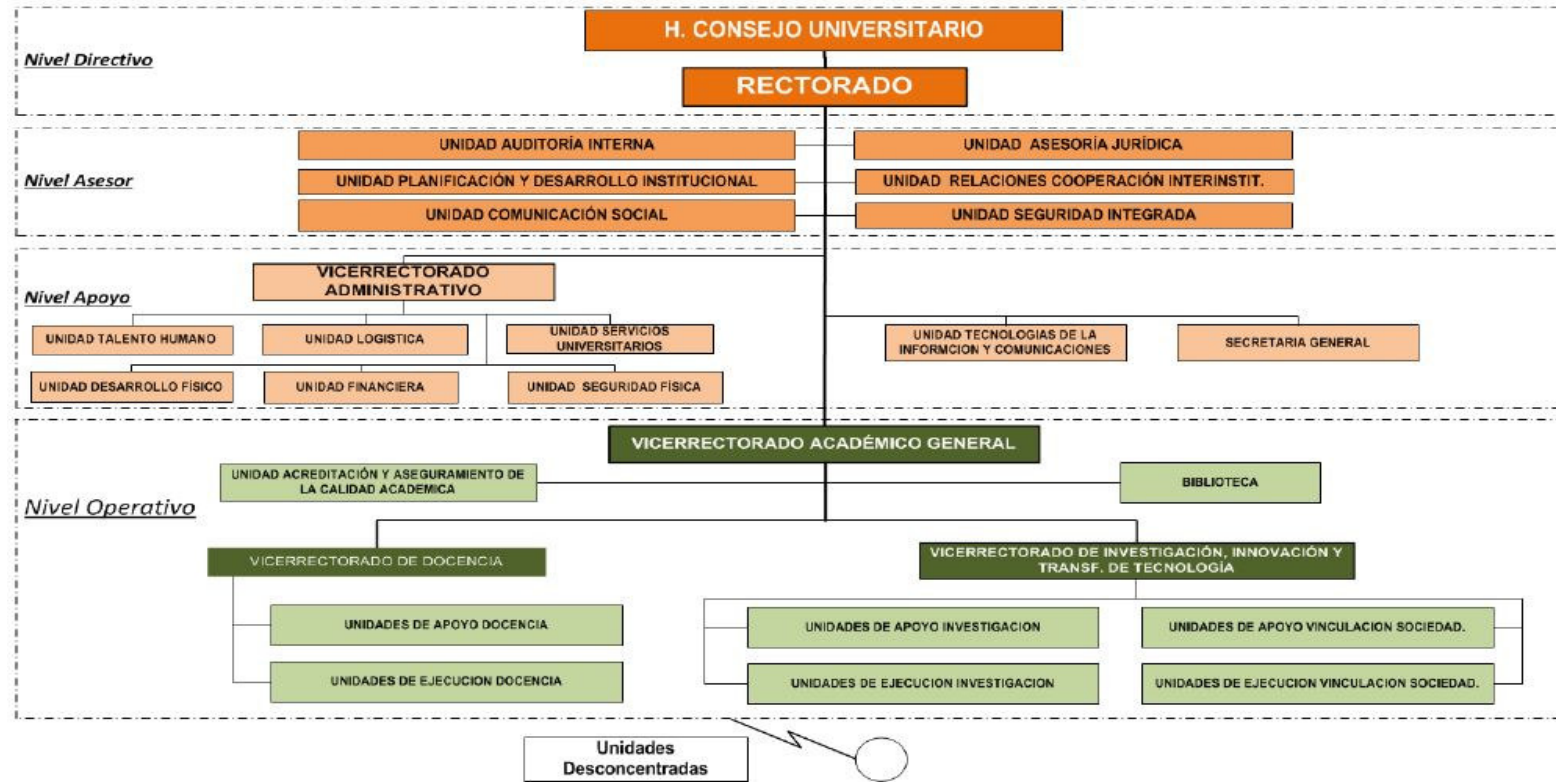 H. CONSEJO UNIVERSITARIO
Nivel Directivo
RECTORADO
UNIDAD AUDITORÍA INTERNA
UNIDAD ASESORÍA JURÍDICA
Nivel Asesor
UNIDAD PLANIFICACIÓN Y DESARROLLO INSTITUCIONAL
UNIDAD RELACIONES COOPERACIÓN INTERINSTIT.
UNIDAD COMUNICACIÓN SOCIAL
UNIDAD SEGURIDAD INTEGRADA
VICERRECTORADO
ADMINISTRATIVO
Nivel Apoyo
UNIDAD TALENTO HUMANO
UNIDAD LOGISTICA
UNIDAD SERVICIOS
UNIVERSITARIOS
UNIDAD TECNOLOGIAS DE LA
INFORMCION Y COMUNICACIONES
SECRETARIA GENERAL
UNIDAD DESARROLLO FÍSICO
UNIDAD FINANCIERA
UNIDAD SEGURIDAD FÍSICA
VICERRECTORADO ACADÉMICO GENERAL
UNIDAD ACREDITACIÓN Y ASEGURAMIENTO DE
LA CALIDAD ACADEMICA
BIBLIOTECA
Nivel Operativo
VICERRECTORADO DE DOCENCIA
VICERRECTORADO DE INVESTIGACIÓN, INNOVACIÓN Y
TRANSF. DE TECNOLOGÍA
UNIDADES DE APOYO DOCENCIA
UNIDADES DE APOYO INVESTIGACION
UNIDADES DE APOYO VINCULACION SOCIEDAD.
UNIDADES DE EJECUCION DOCENCIA
UNIDADES DE EJECUCION INVESTIGACION
UNIDADES DE EJECUCION VINCULACION SOCIEDAD.
Unidades
Desconcentradas